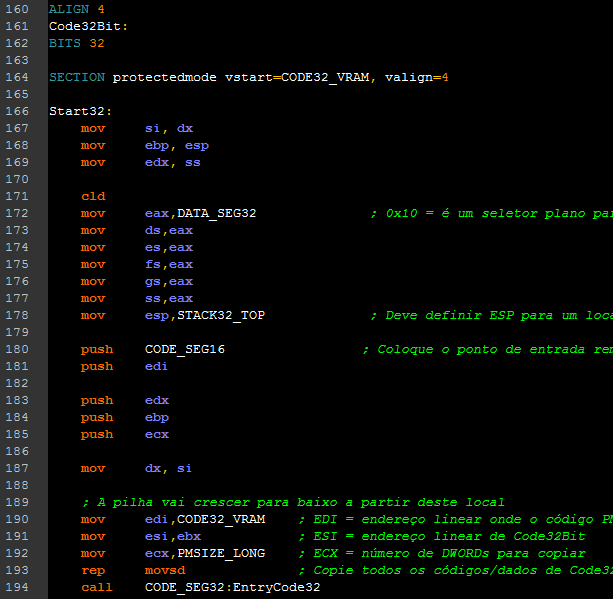 160 ALIGN 4
161 Code32Bit:
162 BITS 32
163
164 SECTION protectedmode vstart=CODE32_VRAM, valign=4
165
166 Start32:
167 mov si, dx
168 mov ebp, esp
169 mov edx, ss
170
171 cld
172 mov eax,DATA_SEG32 ; 0x10 = é um seletor plano par
173 mov ds,eax
174 mov es,eax
175 mov fs,eax
176 mov gs,eax
177 mov ss,eax
178 mov esp,STACK32_TOP ; Deve definir ESP para um loca
179
180 push CODE_SEG16 ; Coloque o ponto de entrada rem
181 push edi
182
183 push edx
184 push ebp
185 push ecx
186
187 mov dx, si
188
189 ; A pilha vai crescer para baixo a partir deste local
190 mov edi,CODE32_VRAM ; EDI = endereço linear onde o código PM
191 mov esi,ebx ; ESI = endereço linear de Code32Bit
192 mov ecx,PMSIZE_LONG ; ECX = número de DWORDs para copiar
193 rep movsd ; Copie todos os códigos/dados de Code32
194 call CODE_SEG32:EntryCode32